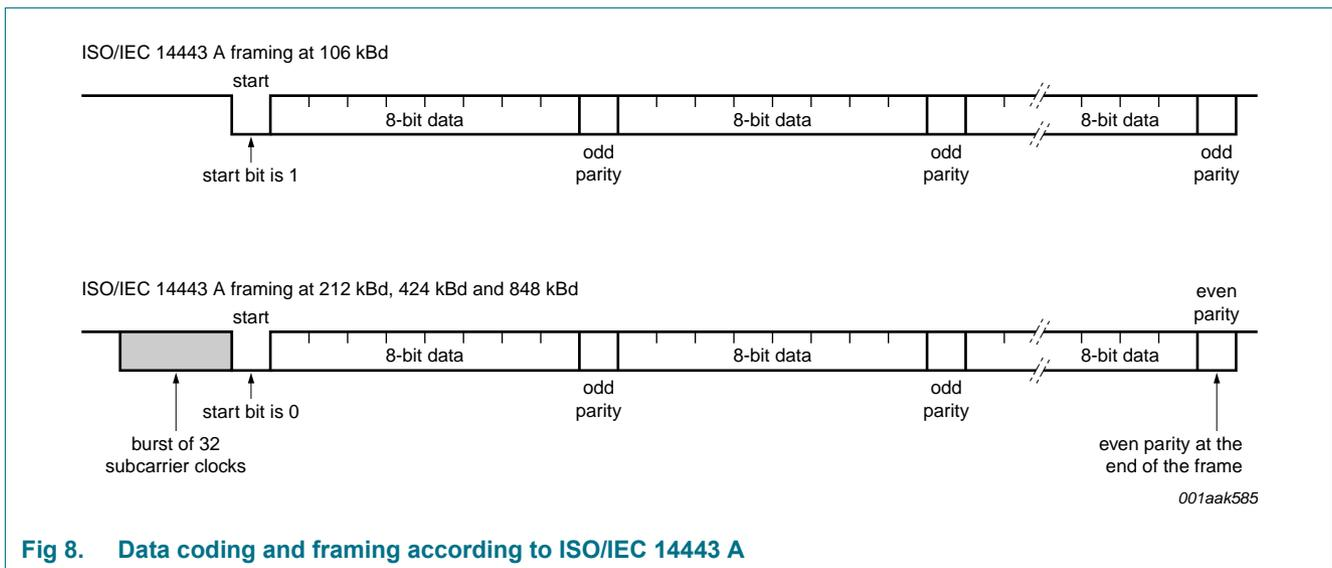 ISO/IEC 14443 A framing at 106 kBd
start
8-bit data
8-bit data
8-bit data
odd
parity
odd
parity
odd
parity
start bit is 1
ISO/IEC 14443 A framing at 212 kBd, 424 kBd and 848 kBd
even
parity
start
8-bit data
8-bit data
8-bit data
odd
parity
odd
parity
start bit is 0
burst of 32
subcarrier clocks
even parity at the
end of the frame
001aak585
Fig 8. Data coding and framing according to ISO/IEC 14443 A